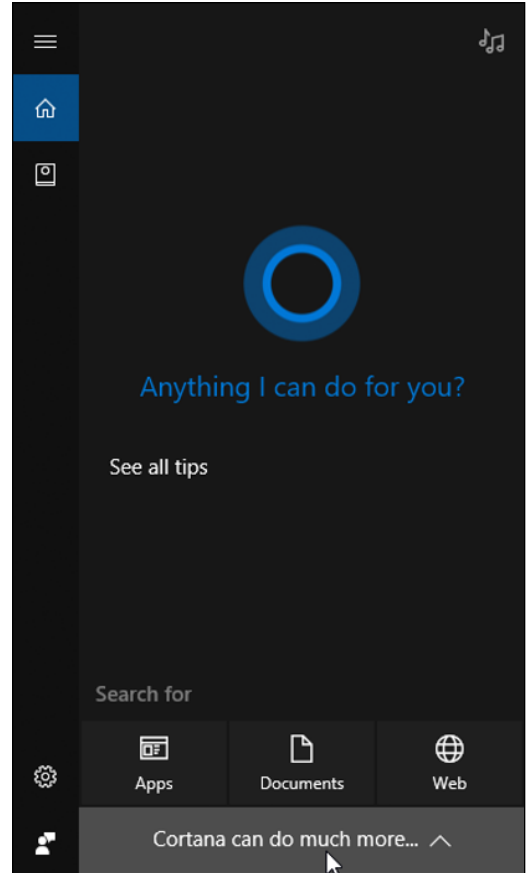 Anything I can do for you?
See all tips
Search for
Apps
Documents
Web
Cortana can do much more...